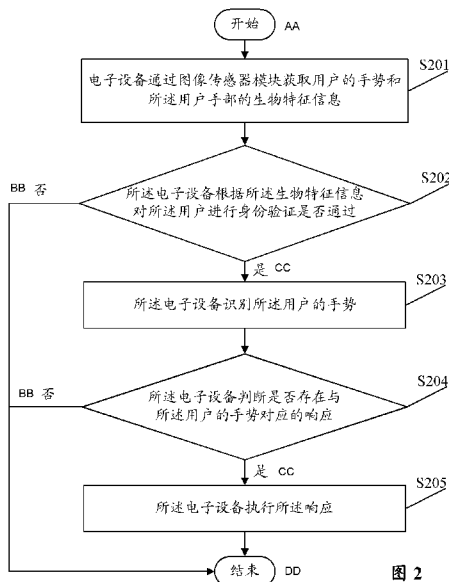 开始 AA
S201
电子设备通过图像传感器模块获取用户的手势和
所述用户手部的生物特征信息
S202
BB 否
所述电子设备根据所述生物特征信息
对所述用户进行身份验证是否通过
是 CC
S203
所述电子设备识别所述用户的手势
S204
BB 否
所述电子设备判断是否存在与
所述用户的手势对应的响应
是 CC
S205
所述电子设备执行所述响应
结束 DD
图 2